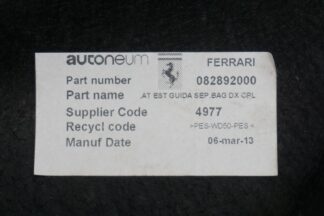 autoneum FERRARI
Part number 082892000
Part name .AT EST GUIDA SEP.BAG DX CPL
Supplier Code 4977
Recycl code >PES-WD50-PES<
Manuf Date 06-mar-13